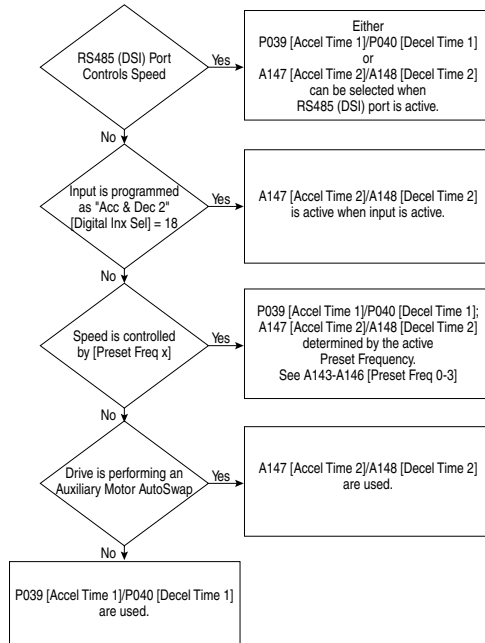 RS485 (DSI) Port
Controls Speed
Yes
Either
P039 [Accel Time 1]/P040 [Decel Time 1]
or
A147 [Accel Time 2]/A148 [Decel Time 2]
can be selected when
RS485 (DSI) port is active.
No
Input is programmed
as "Acc & Dec 2"
[Digital Inx Sel] = 18
Yes
A147 [Accel Time 2]/A148 [Decel Time 2]
is active when input is active.
No
Speed is controlled
by [Preset Freq x]
Yes
P039 [Accel Time 1]/P040 [Decel Time 1];
A147 [Accel Time 2]/A148 [Decel Time 2]
determined by the active
Preset Frequency.
See A143-A146 [Preset Freq 0-3]
No
Drive is performing an
Auxiliary Motor AutoSwap
Yes
A147 [Accel Time 2]/A148 [Decel Time 2]
are used.
No
P039 [Accel Time 1]/P040 [Decel Time 1]
are used.